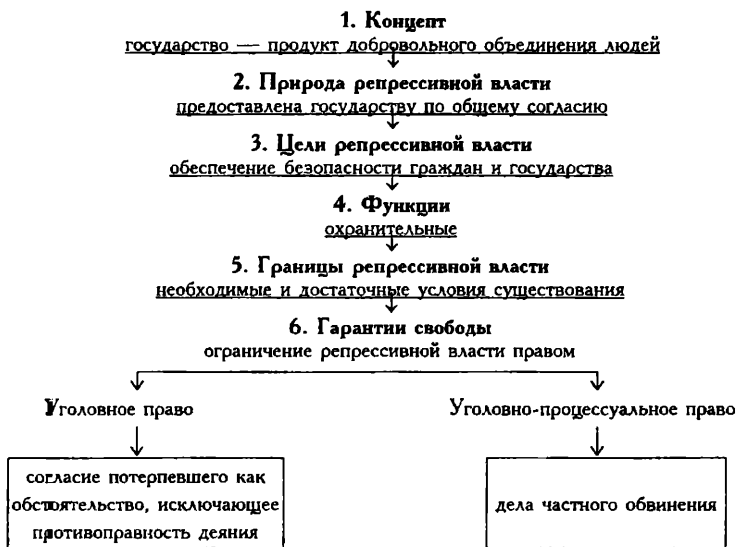 1. Концепт
государство — продукт добровольного объединения людей
2. Природа репрессивной власти
предоставлена государству по общему согласию
3. Цели репрессивной власти
обеспечение безопасности граждан и государства
4. Функции
охранительные
5. Границы репрессивной власти
необходимые и достаточные условия существования
6. Гарантии свободы
ограничение репрессивной власти правом
Уголовное право
Уголовно-процессуальное право
согласие потерпевшего как
обстоятельство, исключающее
противоправность деяния
дела частного обвинения